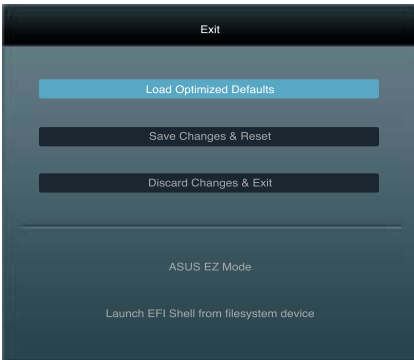 Exit
Load Optimized Defaults
Save Changes & Reset
Discard Changes & Exit
ASUS EZ Mode
Launch EFI Shell from filesystem device